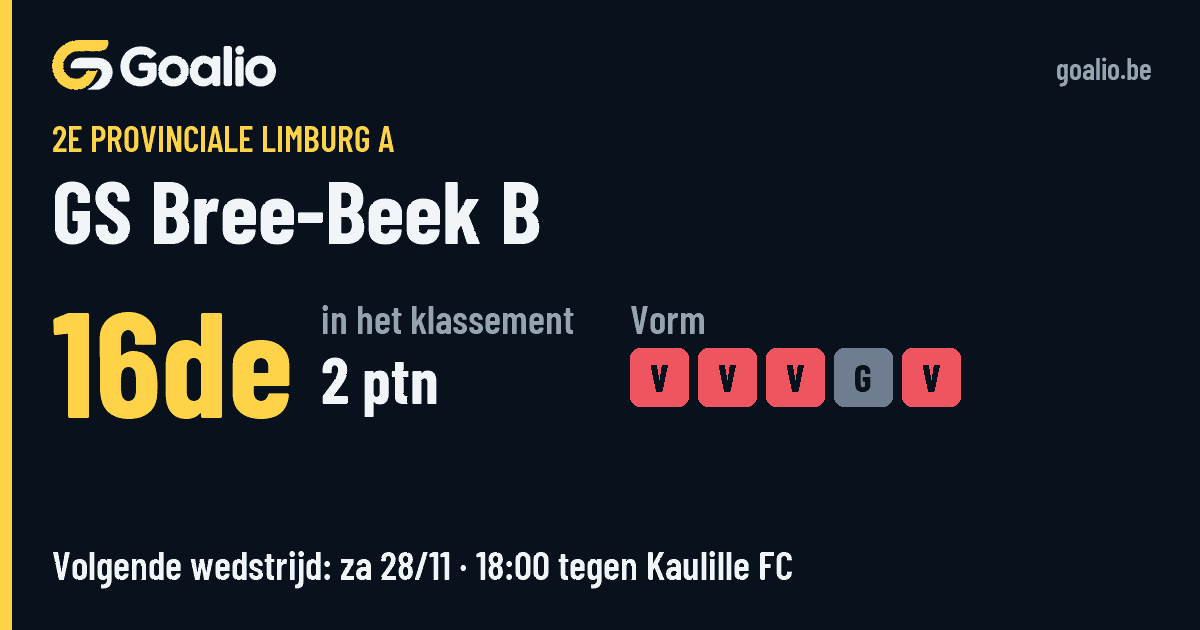 Goalio
goalio.be
2E PROVINCIALE LIMBURG A
GS Bree-Beek B
16de
in het klassement
2 ptn
Vorm
V V V G V
Volgende wedstrijd: za 28/11 · 18:00 tegen Kaulille FC